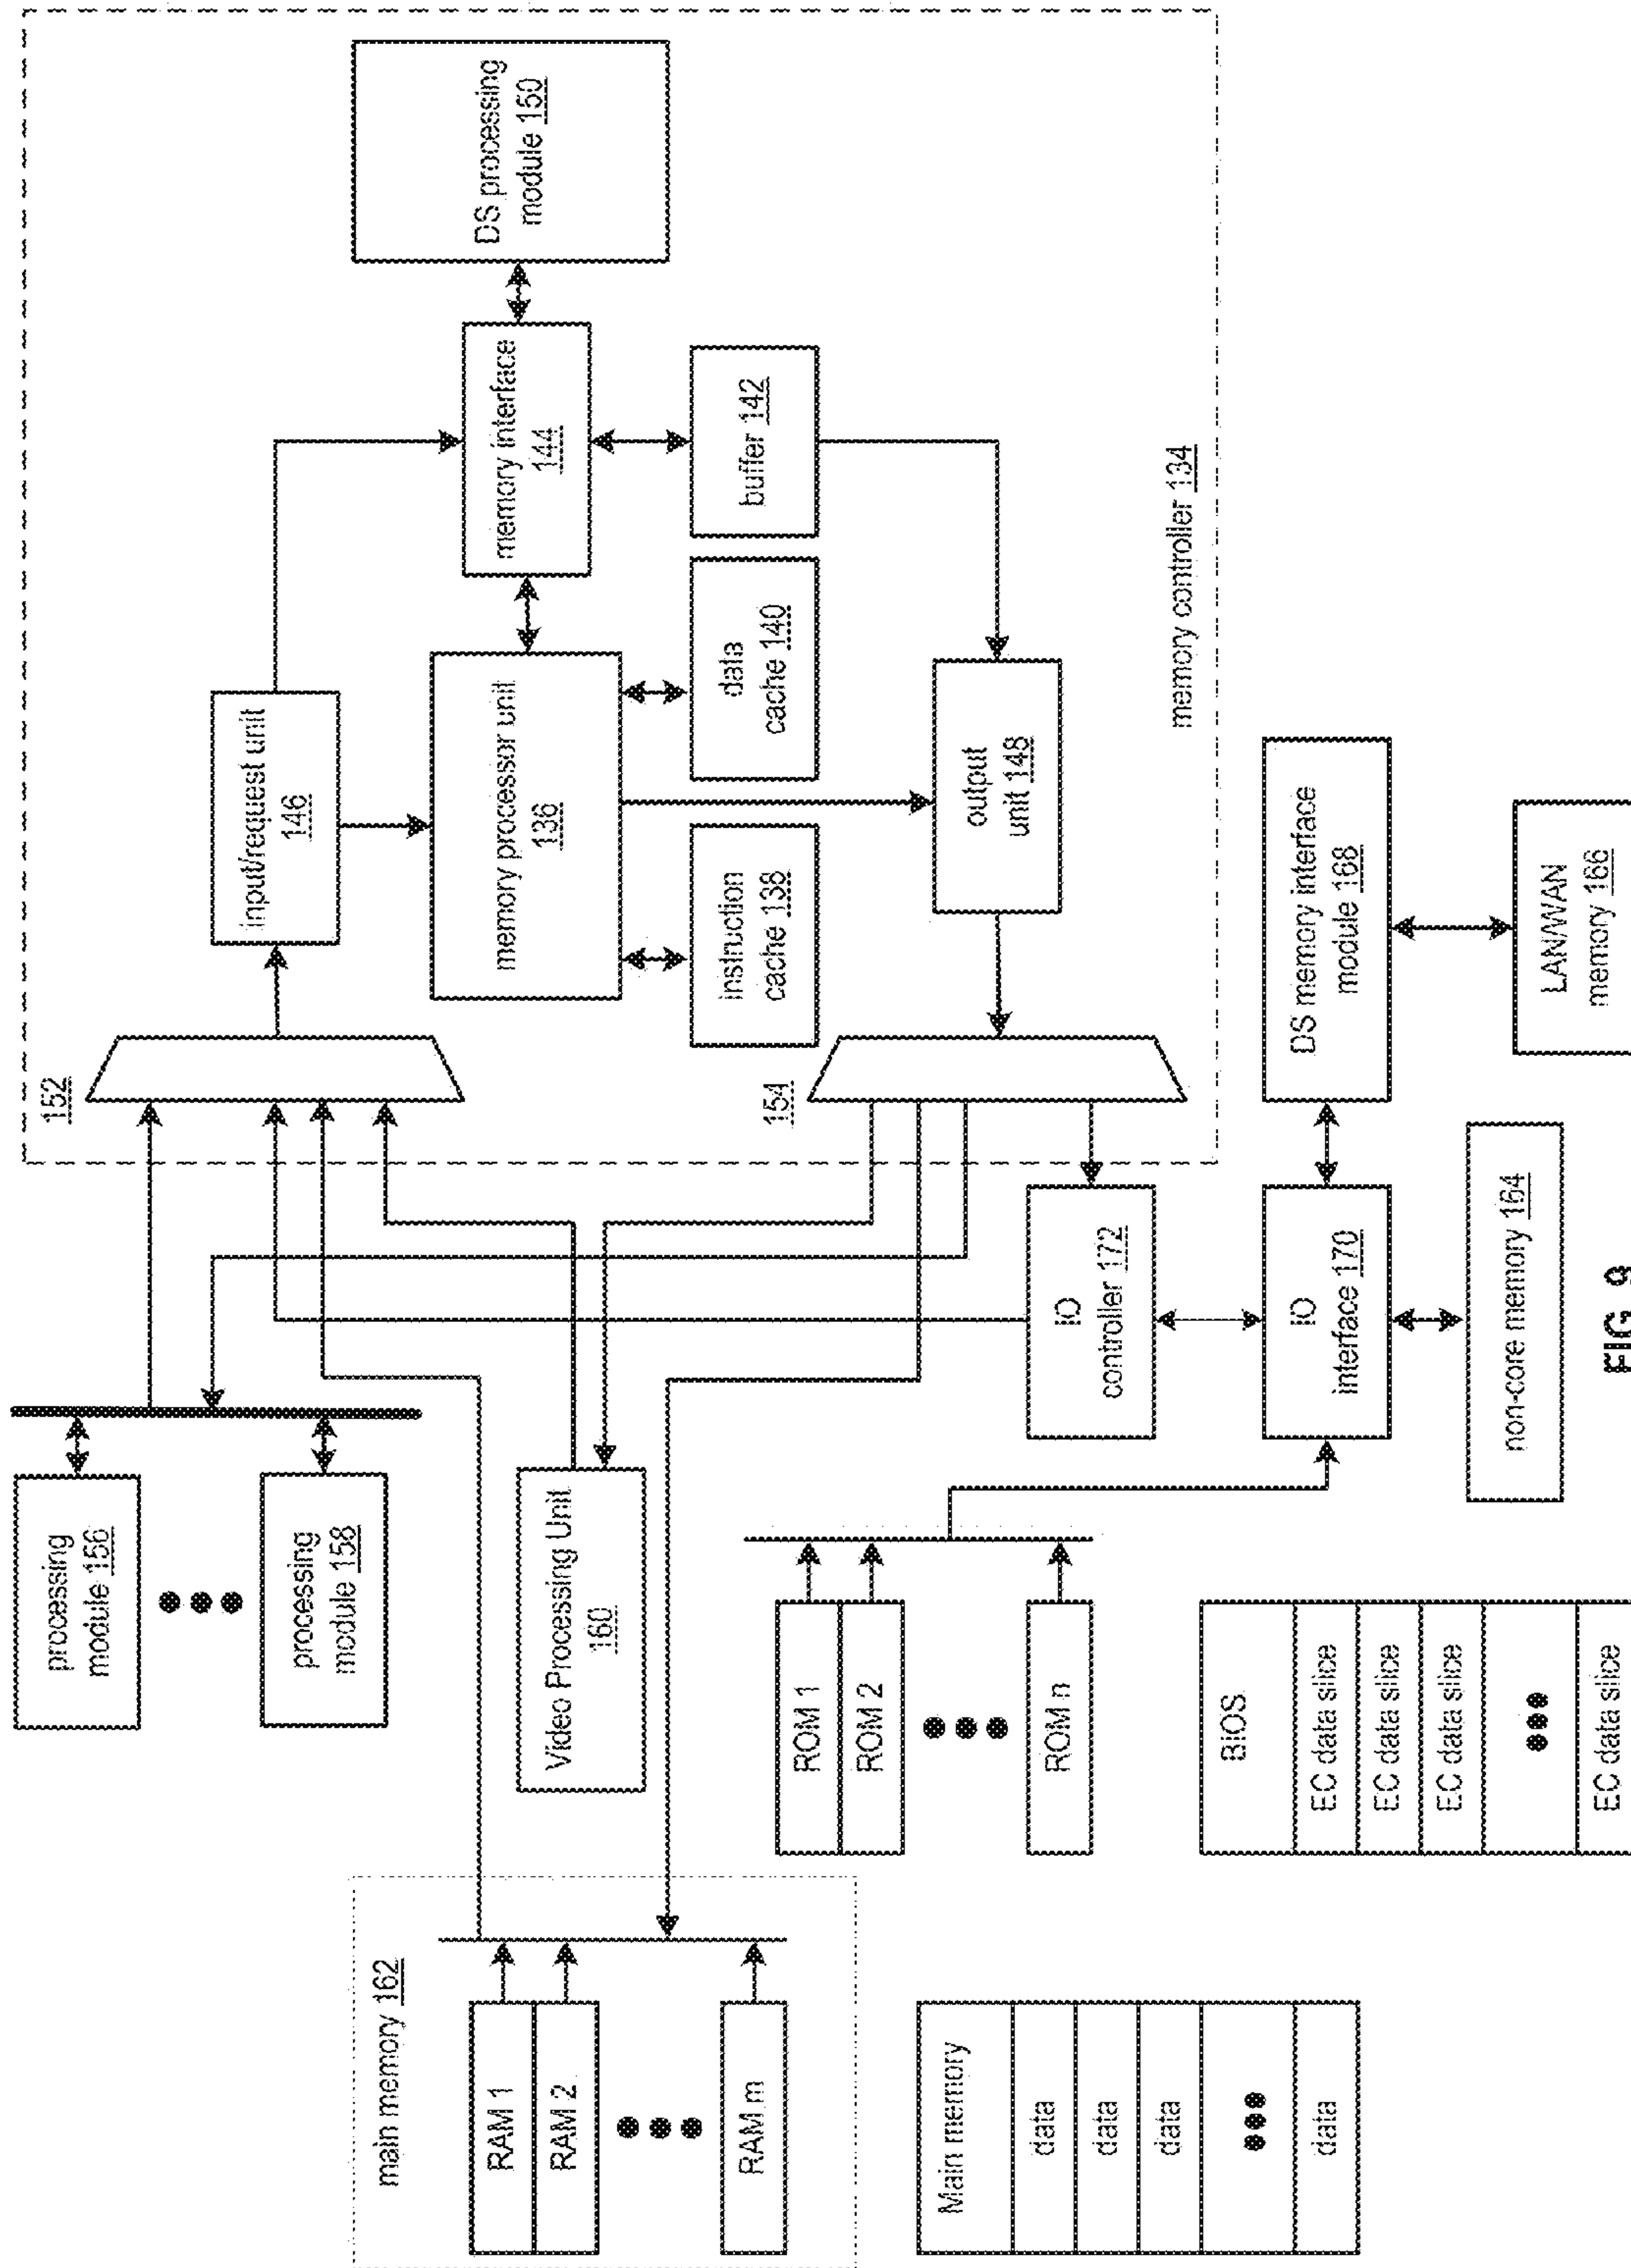 processing
module 156
processing
module 158
main memory 162
RAM 1
RAM 2
RAM m
Video Processing Unit
160
Main memory
data
data
data
data
ROM 1
ROM 2
ROM n
BIOS
EC data slice
EC data slice
EC data slice
EC data slice
152
154
input/request unit
146
memory processor unit
136
memory interface
144
DS processing
module 150
instruction
cache 138
data
cache 140
buffer 142
output
unit 148
memory controller 134
IO
controller 172
IO
interface 170
DS memory interface
module 168
non-core memory 164
LAN/WAN
memory 166
FIG. 9